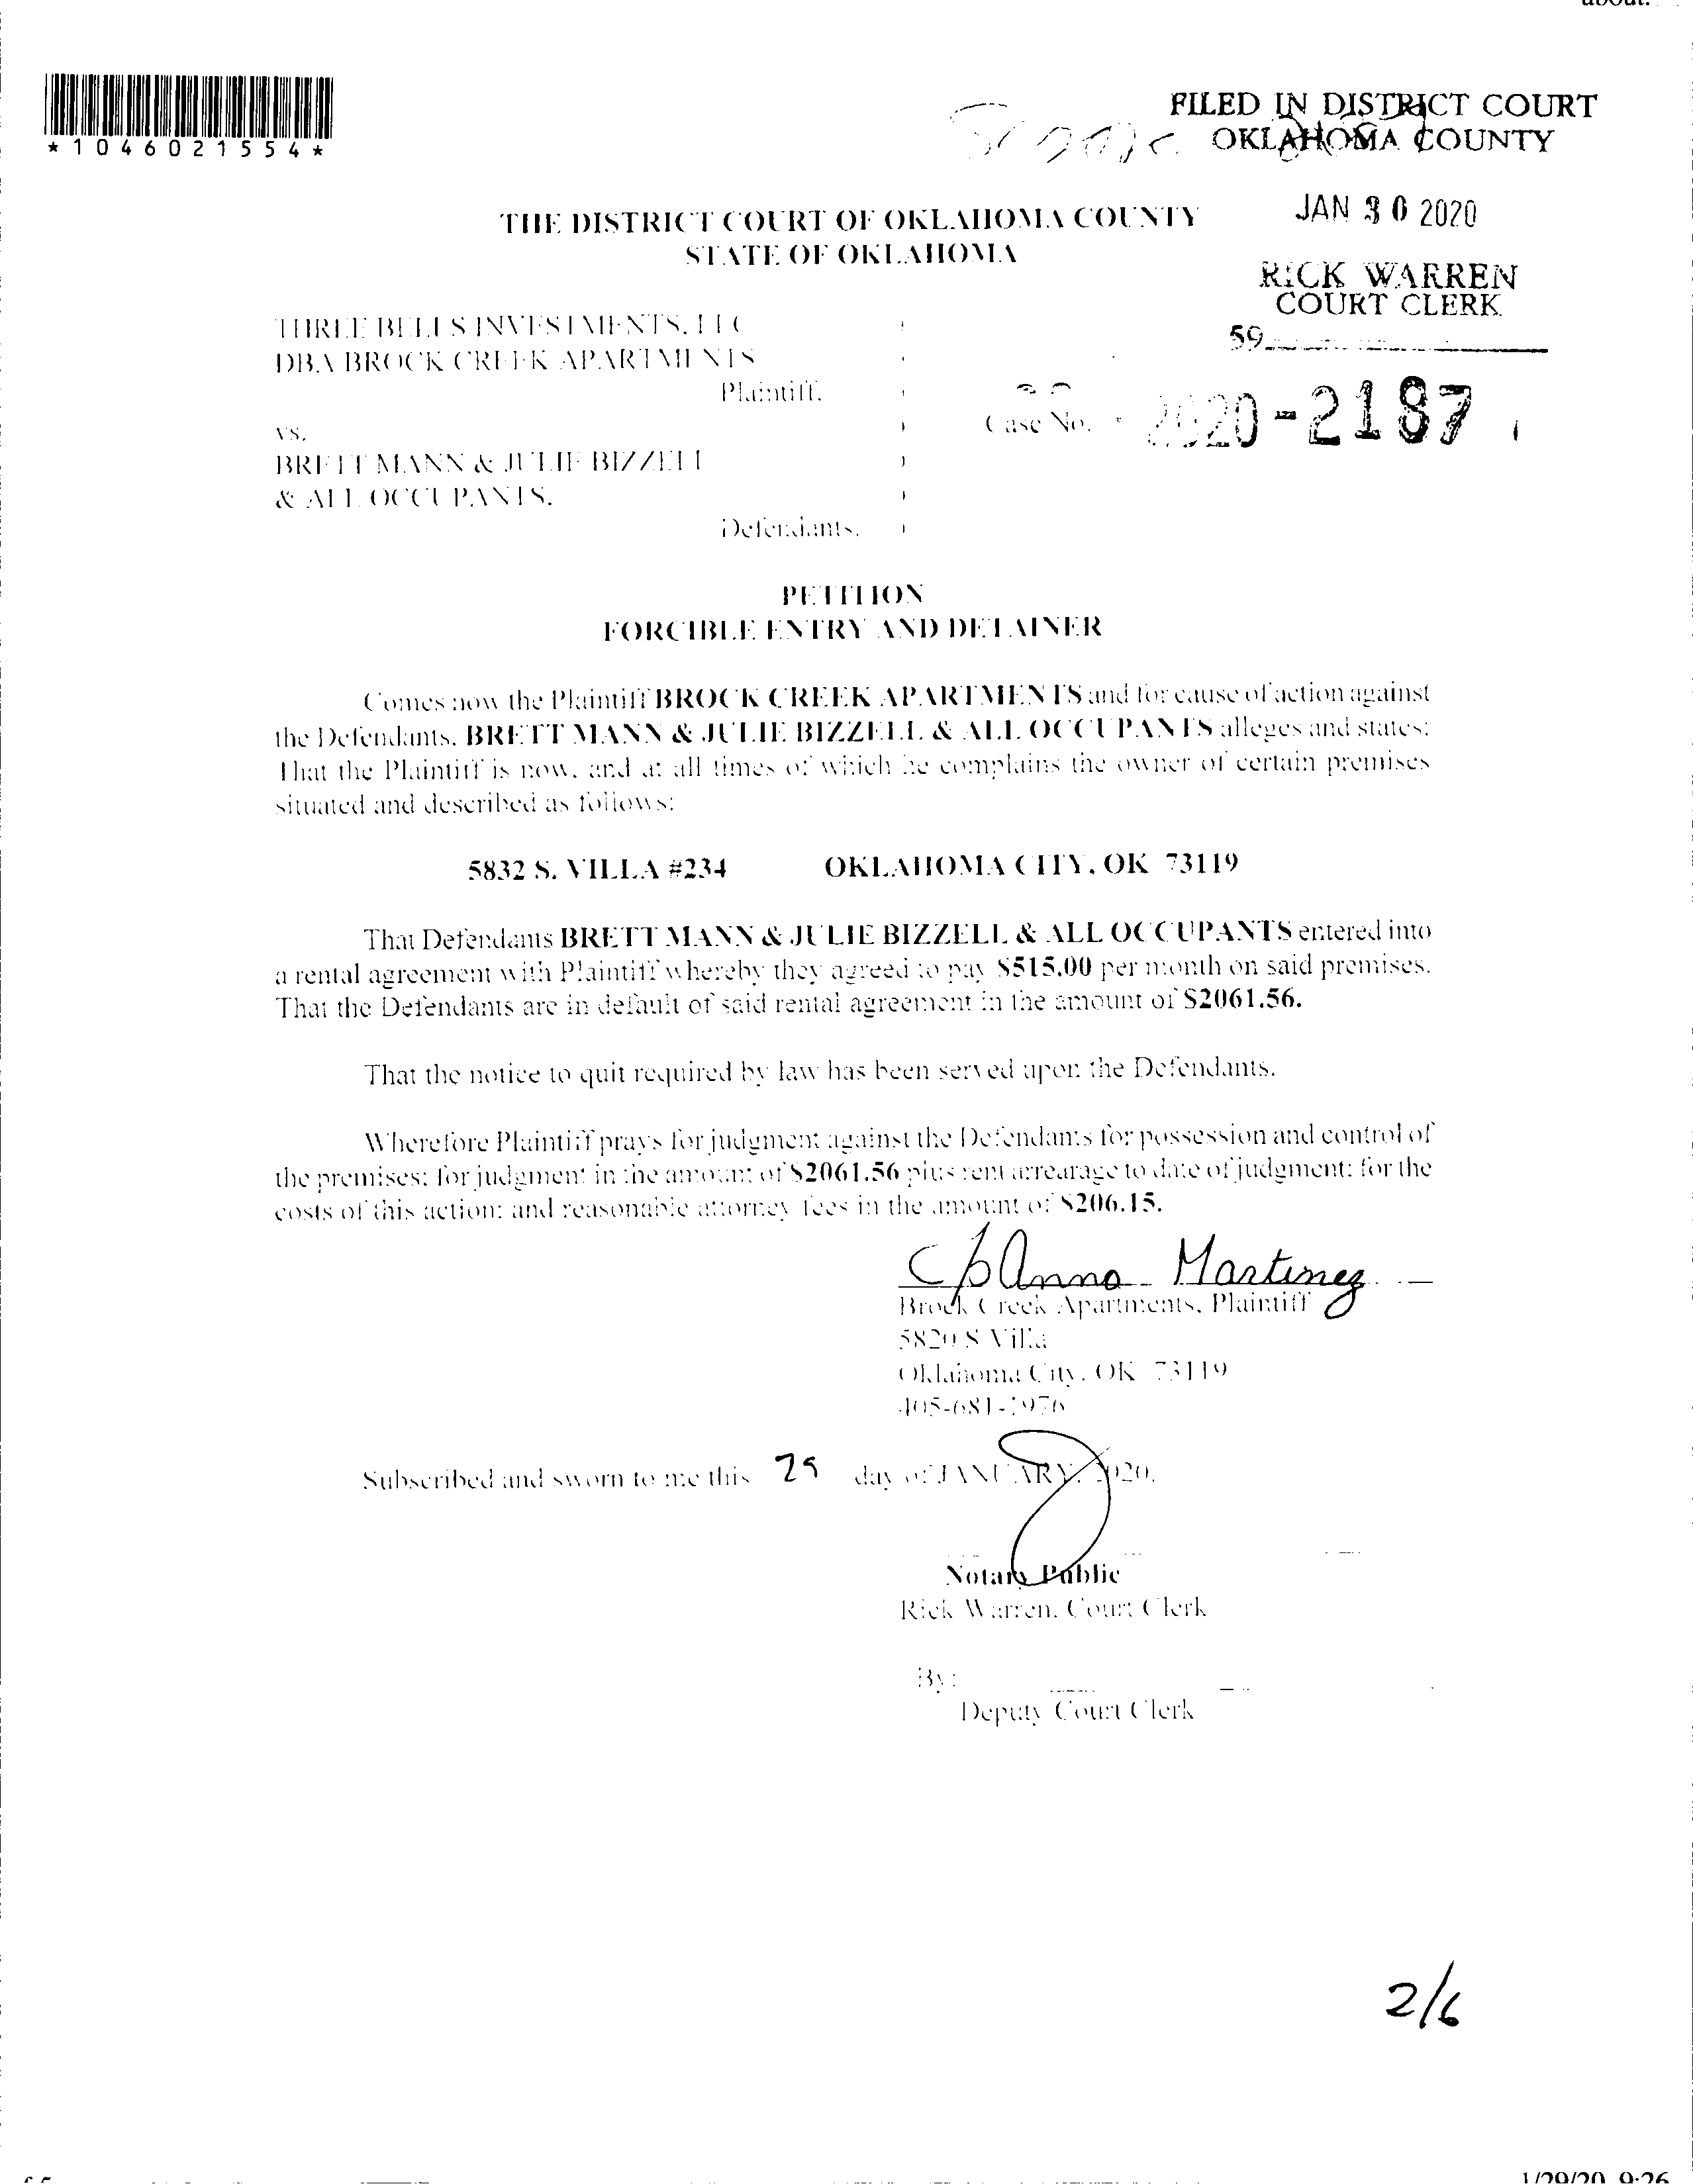 about.
*1046021554*
FILED IN DISTRICT COURT
OKLAHOMA COUNTY
JAN 30 2020
RICK WARREN
COURT CLERK
59
THE DISTRICT COURT OF OKLAHOMA COUNTY
STATE OF OKLAHOMA
THREE BELLS INVESTMENTS, LLC )
DBA BROCK CREEK APARTMENTS )
Plaintiff, )
Case No. 2020-2187
vs. )
BRETT MANN & JULIE BIZZELL )
& ALL OCCUPANTS, )
Defendants. )
PETITION
FORCIBLE ENTRY AND DETAINER
Comes now the Plaintiff BROCK CREEK APARTMENTS and for cause of action against
the Defendants, BRETT MANN & JULIE BIZZELL & ALL OCCUPANTS alleges and states:
That the Plaintiff is now, and at all times of which he complains the owner of certain premises
situated and described as follows:
5832 S. VILLA #234 OKLAHOMA CITY, OK 73119
That Defendants BRETT MANN & JULIE BIZZELL & ALL OCCUPANTS entered into
a rental agreement with Plaintiff whereby they agreed to pay $515.00 per month on said premises.
That the Defendants are in default of said rental agreement in the amount of $2061.56.
That the notice to quit required by law has been served upon the Defendants.
Wherefore Plaintiff prays for judgment against the Defendants for possession and control of
the premises; for judgment in the amount of $2061.56 plus rent arrearage to date of judgment; for the
costs of this action; and reasonable attorney fees in the amount of $206.15.
Anna Martinez
Brock Creek Apartments, Plaintiff
5820 S Villa
Oklahoma City, OK 73119
Subscribed and sworn to me this 29 day of JANUARY, 2020.
Notary Public
Rick Warren, Court Clerk
By:
Deputy Court Clerk
2/6
1/29/20 9:26